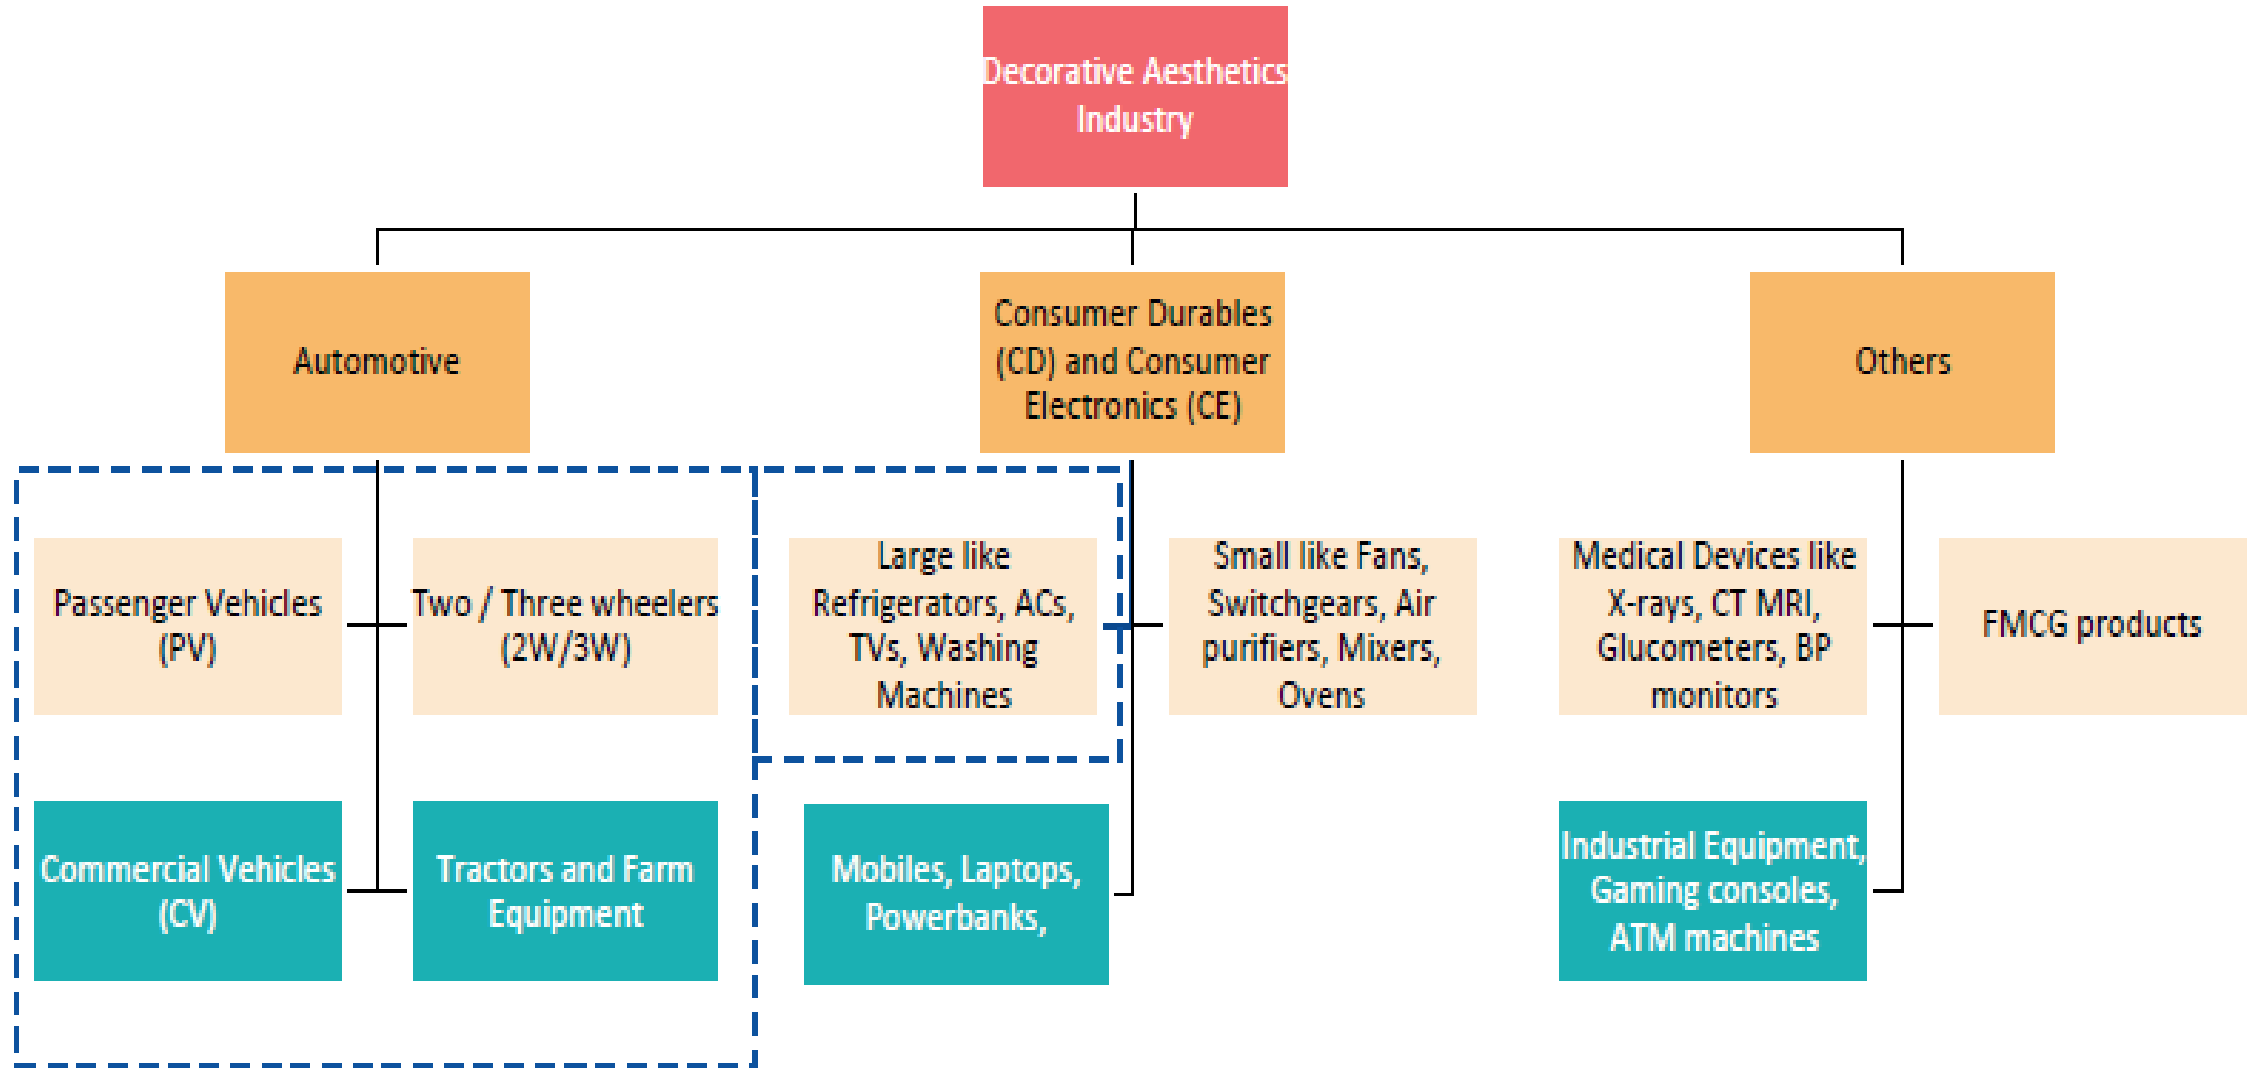 Decorative Aesthetics
Industry
Automotive
Consumer Durables
(CD) and Consumer
Electronics (CE)
Others
Passenger Vehicles
(PV)
Two / Three wheelers
(2W/3W)
Large like
Refrigerators, ACs,
TVs, Washing
Machines
Small like Fans,
Switchgears, Air
purifiers, Mixers,
Ovens
Medical Devices like
X-rays, CT MRI,
Glucometers, BP
monitors
FMCG products
Commercial Vehicles
(CV)
Tractors and Farm
Equipment
Mobiles, Laptops,
Powerbanks,
Industrial Equipment,
Gaming consoles,
ATM machines